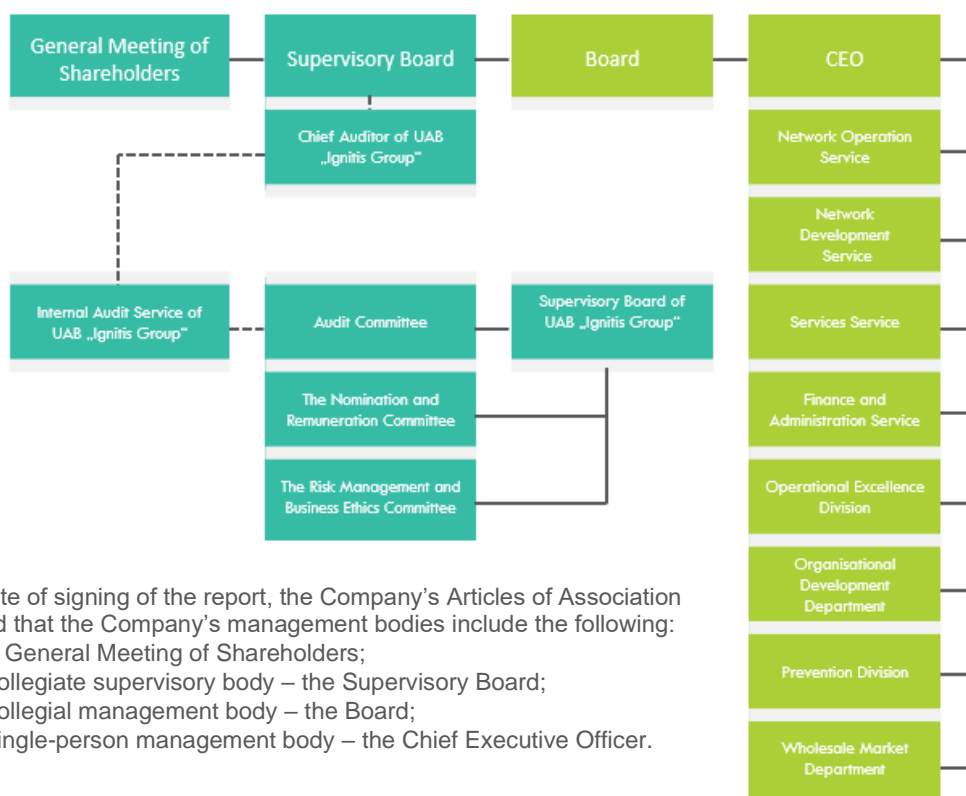 General Meeting of
Shareholders
Supervisory Board
Board
CEO
Chief Auditor of UAB
„Ignitis Group“
Network Operation
Service
Network
Development
Service
Internal Audit Service of
UAB „Ignitis Group“
Audit Committee
Supervisory Board of
UAB „Ignitis Group“
Services Service
The Nomination and
Remuneration Committee
Finance and
Administration Service
The Risk Management and
Business Ethics Committee
Operational Excellence
Division
Organisational
Development
Department
Prevention Division
Wholesale Market
Department
te of signing of the report, the Company’s Articles of Association
d that the Company’s management bodies include the following:
General Meeting of Shareholders;
ollegiate supervisory body – the Supervisory Board;
ollegial management body – the Board;
ingle-person management body – the Chief Executive Officer.